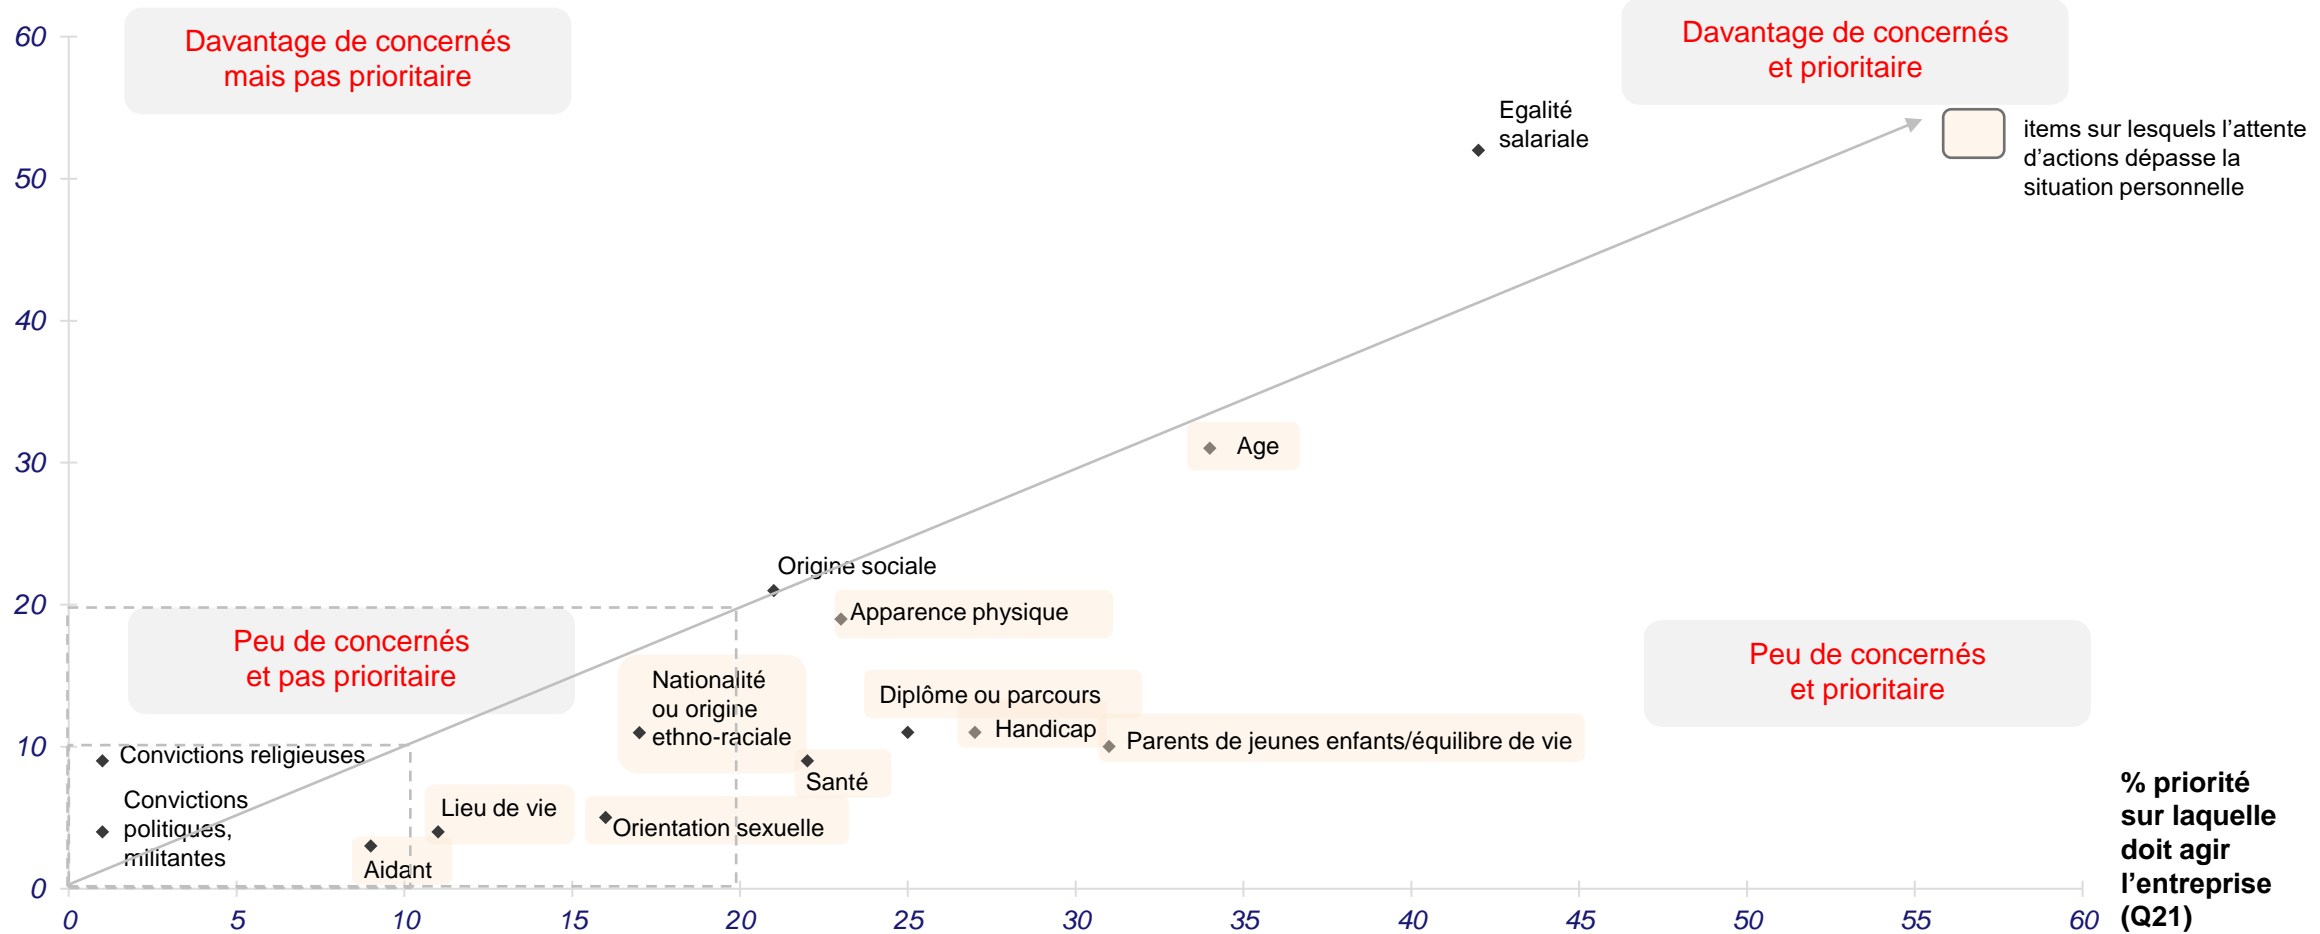 60
Davantage de concernés
mais pas prioritaire
Davantage de concernés
et prioritaire
Egalité
salariale
items sur lesquels l’attente
d’actions dépasse la
situation personnelle
50
40
30
Age
Origine sociale
20
Apparence physique
Peu de concernés
et pas prioritaire
Peu de concernés
et prioritaire
Nationalité
ou origine
ethno-raciale
Diplôme ou parcours
Handicap
Parents de jeunes enfants/équilibre de vie
10
Convictions religieuses
Santé
Convictions
politiques,
militantes
Lieu de vie
Orientation sexuelle
Aidant
% priorité
sur laquelle
doit agir
l’entreprise
(Q21)
0
0 5 10 15 20 25 30 35 40 45 50 55 60